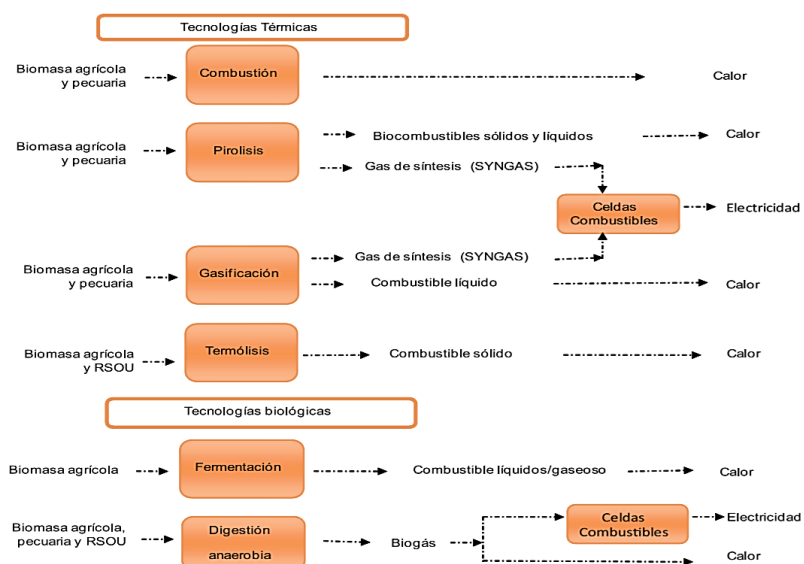 Tecnologías Térmicas
Biomasa agrícola
y pecuaria
Combustión
Calor
Biomasa agrícola
y pecuaria
Pirolisis
Biocombustibles sólidos y líquidos
Calor
Gas de síntesis (SYNGAS)
Celdas
Combustibles
Electricidad
Biomasa agrícola
y pecuaria
Gasificación
Gas de síntesis (SYNGAS)
Combustible líquido
Calor
Biomasa agrícola
y RSOU
Termólisis
Combustible sólido
Calor
Tecnologías biológicas
Biomasa agrícola
Fermentación
Combustible líquidos/gaseoso
Calor
Biomasa agrícola,
pecuaria y RSOU
Digestión
anaerobia
Biogás
Celdas
Combustibles
Electricidad
Calor